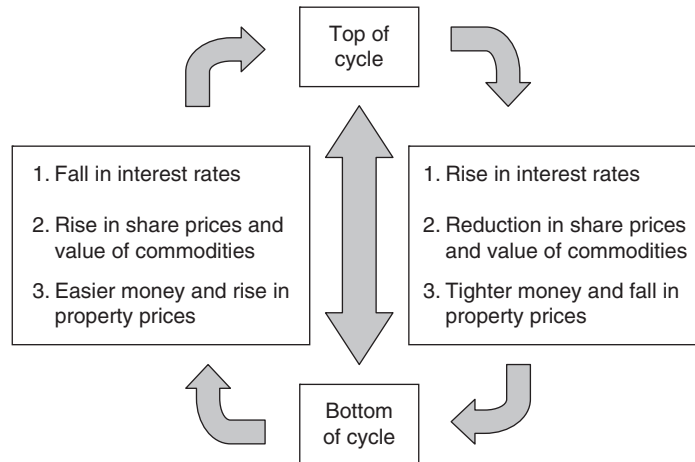 Top of
cycle
1. Fall in interest rates
2. Rise in share prices and
value of commodities
3. Easier money and rise in
property prices
1. Rise in interest rates
2. Reduction in share prices
and value of commodities
3. Tighter money and fall in
property prices
Bottom
of cycle